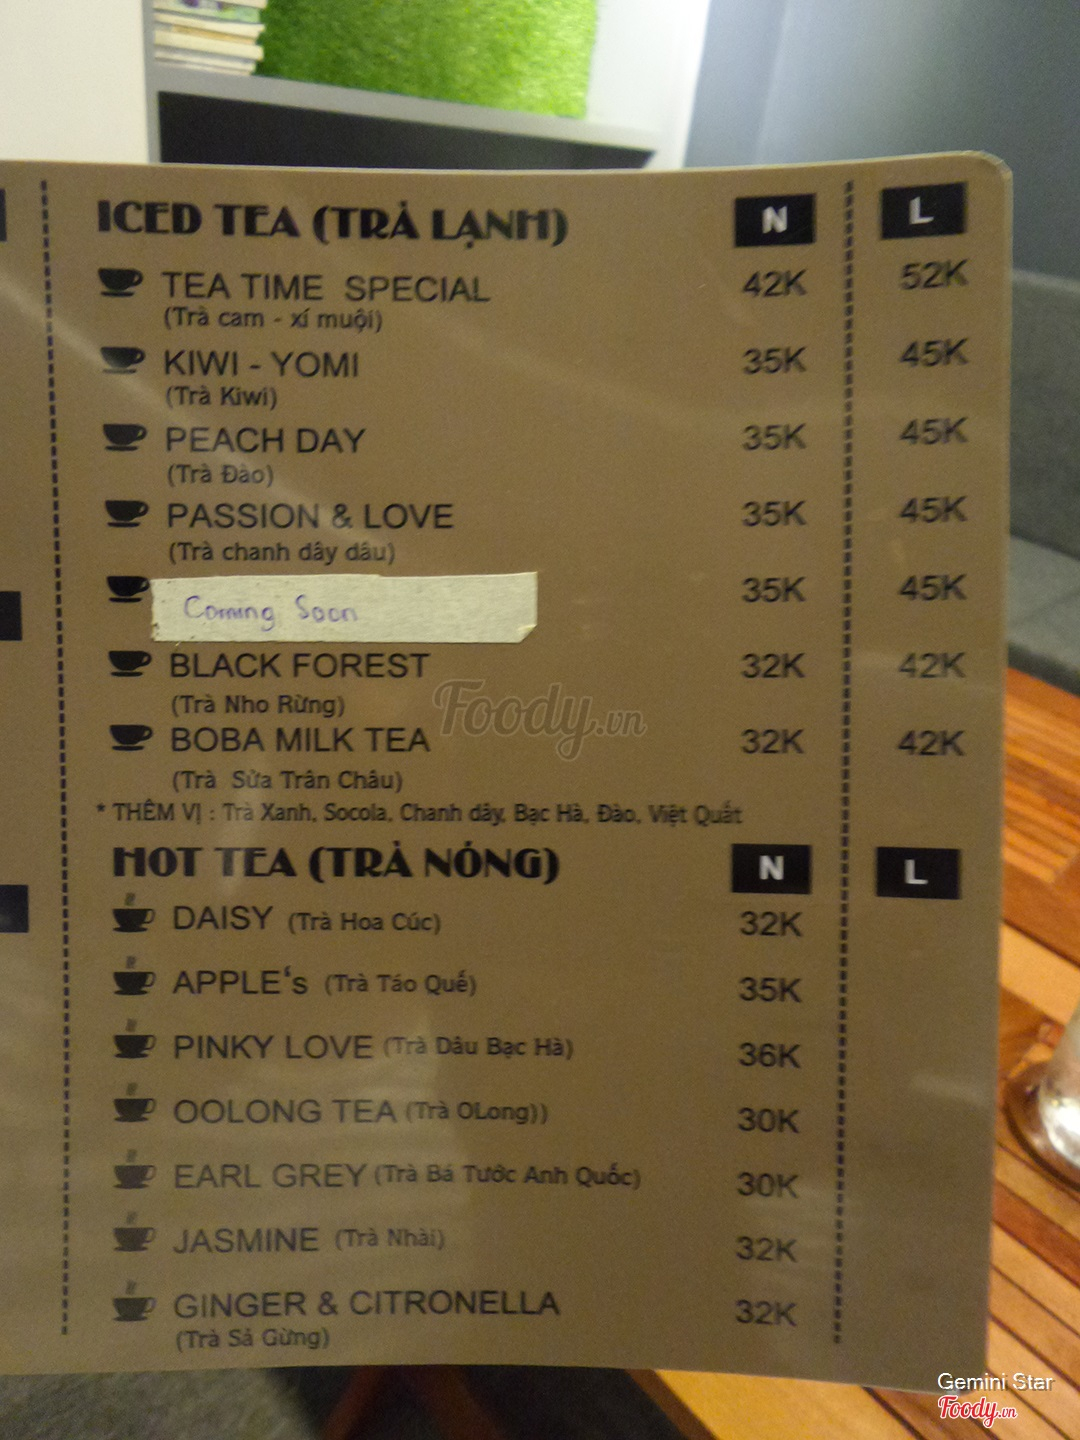 ICED TEA (TRÀ LẠNH) N L
TEA TIME SPECIAL 42K 52K
(Trà cam - xí muội)
KIWI - YOMI 35K 45K
(Trà Kiwi)
PEACH DAY 35K 45K
(Trà Đào)
PASSION & LOVE 35K 45K
(Trà chanh dây dâu)
Coming Soon 35K 45K
BLACK FOREST 32K 42K
(Trà Nho Rừng)
BOBA MILK TEA 32K 42K
(Trà Sửa Trân Châu)
* THÊM VỊ : Trà Xanh, Socola, Chanh dây, Bạc Hà, Đào, Việt Quất
HOT TEA (TRÀ NÓNG) N L
DAISY (Trà Hoa Cúc) 32K
APPLE‘s (Trà Táo Quế) 35K
PINKY LOVE (Trà Dâu Bạc Hà) 36K
OOLONG TEA (Trà OLong)) 30K
EARL GREY (Trà Bá Tước Anh Quốc) 30K
JASMINE (Trà Nhài) 32K
GINGER & CITRONELLA 32K
(Trà Sả Gừng)
Foody.vn
Gemini Star
Foody.vn